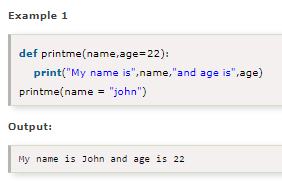 Example 1
def printme(name,age=22):
print("My name is",name,"and age is",age)
printme(name = "john")
Output:
My name is John and age is 22